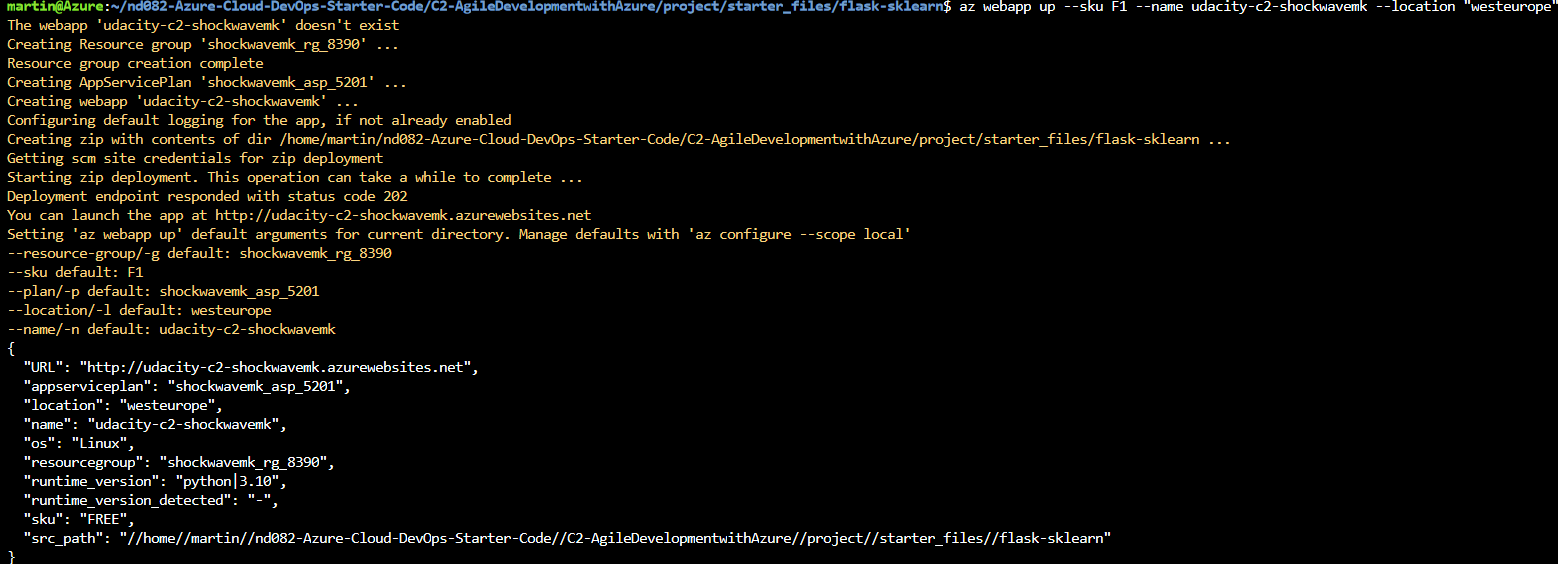 martin@Azure:~/nd082-Azure-Cloud-DevOps-Starter-Code/C2-AgileDevelopmentwithAzure/project/starter_files/flask-sklearn$ az webapp up --sku F1 --name udacity-c2-shockwavemk --location "westeurope"
The webapp 'udacity-c2-shockwavemk' doesn't exist
Creating Resource group 'shockwavemk_rg_8390' ...
Resource group creation complete
Creating AppServicePlan 'shockwavemk_asp_5201' ...
Creating webapp 'udacity-c2-shockwavemk' ...
Configuring default logging for the app, if not already enabled
Creating zip with contents of dir /home/martin/nd082-Azure-Cloud-DevOps-Starter-Code/C2-AgileDevelopmentwithAzure/project/starter_files/flask-sklearn ...
Getting scm site credentials for zip deployment
Starting zip deployment. This operation can take a while to complete ...
Deployment endpoint responded with status code 202
You can launch the app at http://udacity-c2-shockwavemk.azurewebsites.net
Setting 'az webapp up' default arguments for current directory. Manage defaults with 'az configure --scope local'
--resource-group/-g default: shockwavemk_rg_8390
--sku default: F1
--plan/-p default: shockwavemk_asp_5201
--location/-l default: westeurope
--name/-n default: udacity-c2-shockwavemk
{
  "URL": "http://udacity-c2-shockwavemk.azurewebsites.net",
  "appserviceplan": "shockwavemk_asp_5201",
  "location": "westeurope",
  "name": "udacity-c2-shockwavemk",
  "os": "Linux",
  "resourcegroup": "shockwavemk_rg_8390",
  "runtime_version": "python|3.10",
  "runtime_version_detected": "-",
  "sku": "FREE",
  "src_path": "//home//martin//nd082-Azure-Cloud-DevOps-Starter-Code//C2-AgileDevelopmentwithAzure//project//starter_files//flask-sklearn"
}